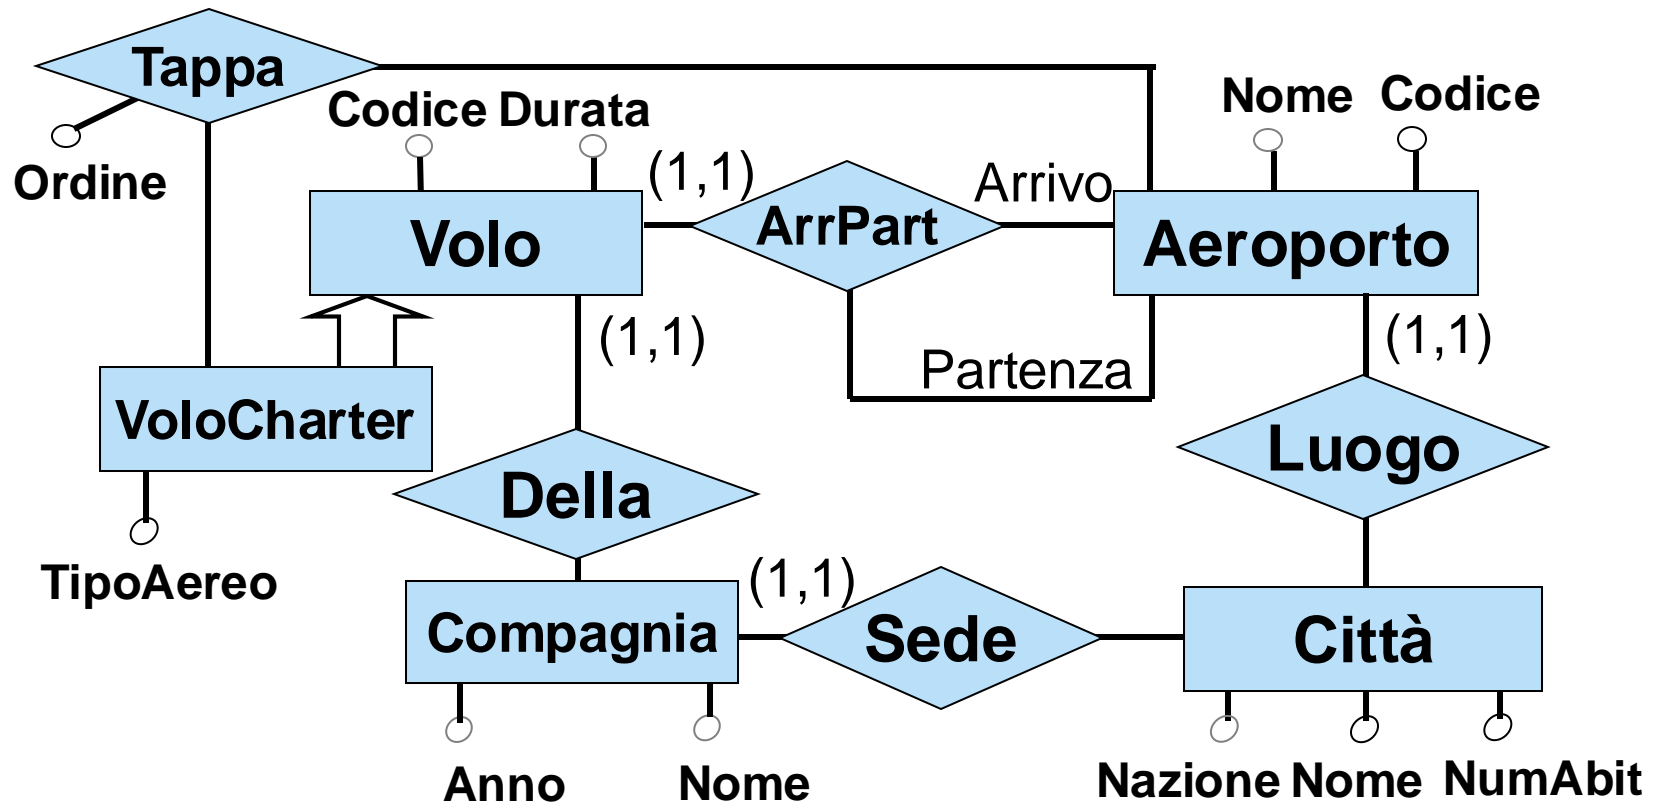 Tappa
Codice Durata
Nome Codice
Ordine
(1,1)
Arrivo
Volo
ArrPart
Aeroporto
(1,1)
(1,1)
Partenza
VoloCharter
Luogo
Della
TipoAereo
(1,1)
Compagnia
Sede
Città
Anno
Nome
Nazione Nome NumAbit